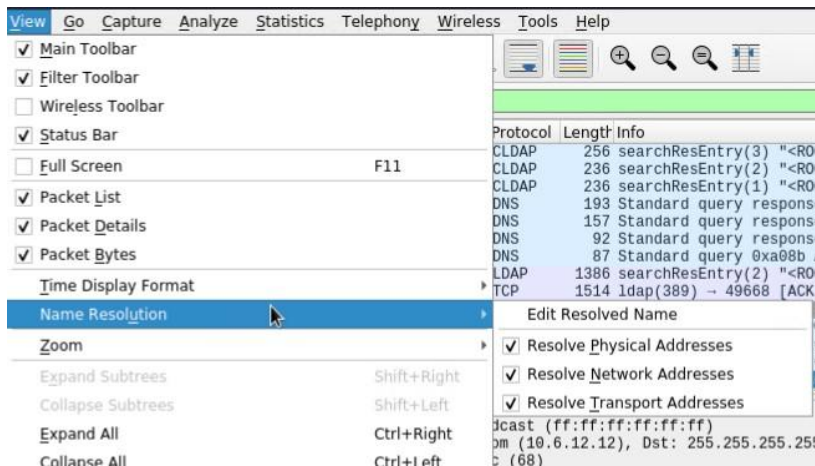 View Go Capture Analyze Statistics Telephony Wireless Tools Help
Main Toolbar
Filter Toolbar
Wireless Toolbar
Status Bar
Full Screen F11
Packet List
Packet Details
Packet Bytes
Time Display Format
Name Resolution
Zoom
Expand Subtrees Shift+Right
Collapse Subtrees Shift+Left
Expand All Ctrl+Right
Collapse All Ctrl+Left
Protocol Length Info
CLDAP 256 searchResEntry(3) "<RO
CLDAP 236 searchResEntry(2) "<RO
CLDAP 236 searchResEntry(1) "<RO
DNS 193 Standard query respons
DNS 157 Standard query respons
DNS 92 Standard query respons
DNS 87 Standard query 0xa08b
LDAP 1386 searchResEntry(2) "<RO
TCP 1514 ldap(389) → 49668 [ACK
Edit Resolved Name
Resolve Physical Addresses
Resolve Network Addresses
Resolve Transport Addresses
dcast (ff:ff:ff:ff:ff:ff)
om (10.6.12.12), Dst: 255.255.255.255
c (68)